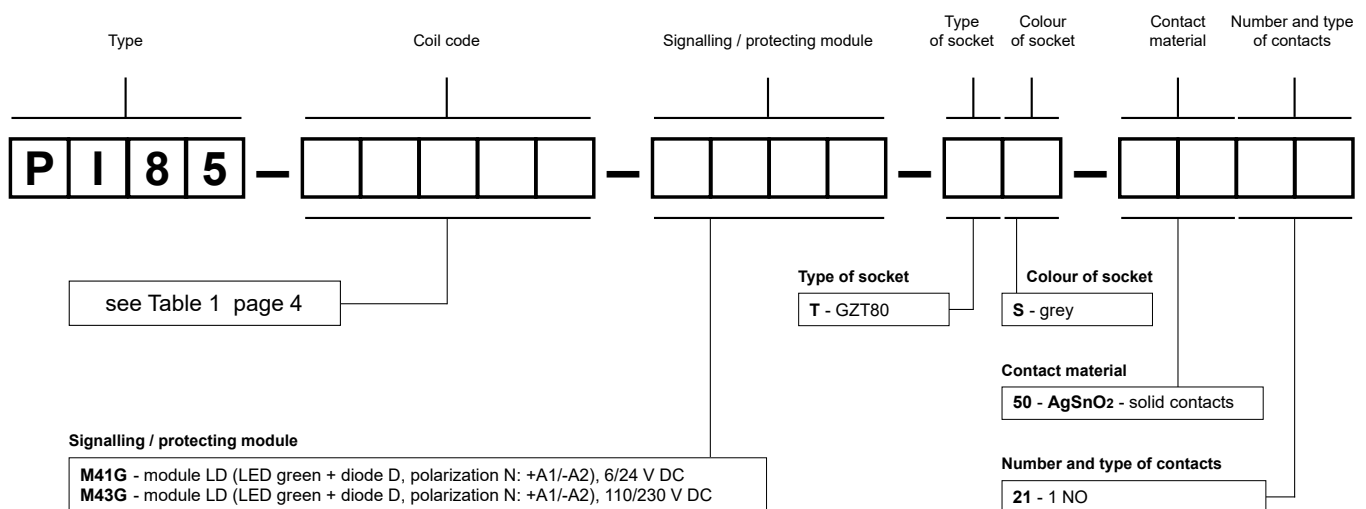 Type
Coil code
Signalling / protecting module
Type
of socket
Colour
of socket
Contact
material
Number and type
of contacts
P I 8 5 – – – –
see Table 1 page 4
Type of socket
T - GZT80
Colour of socket
S - grey
Contact material
50 - AgSnO2 - solid contacts
Signalling / protecting module
M41G - module LD (LED green + diode D, polarization N: +A1/-A2), 6/24 V DC
M43G - module LD (LED green + diode D, polarization N: +A1/-A2), 110/230 V DC
Number and type of contacts
21 - 1 NO